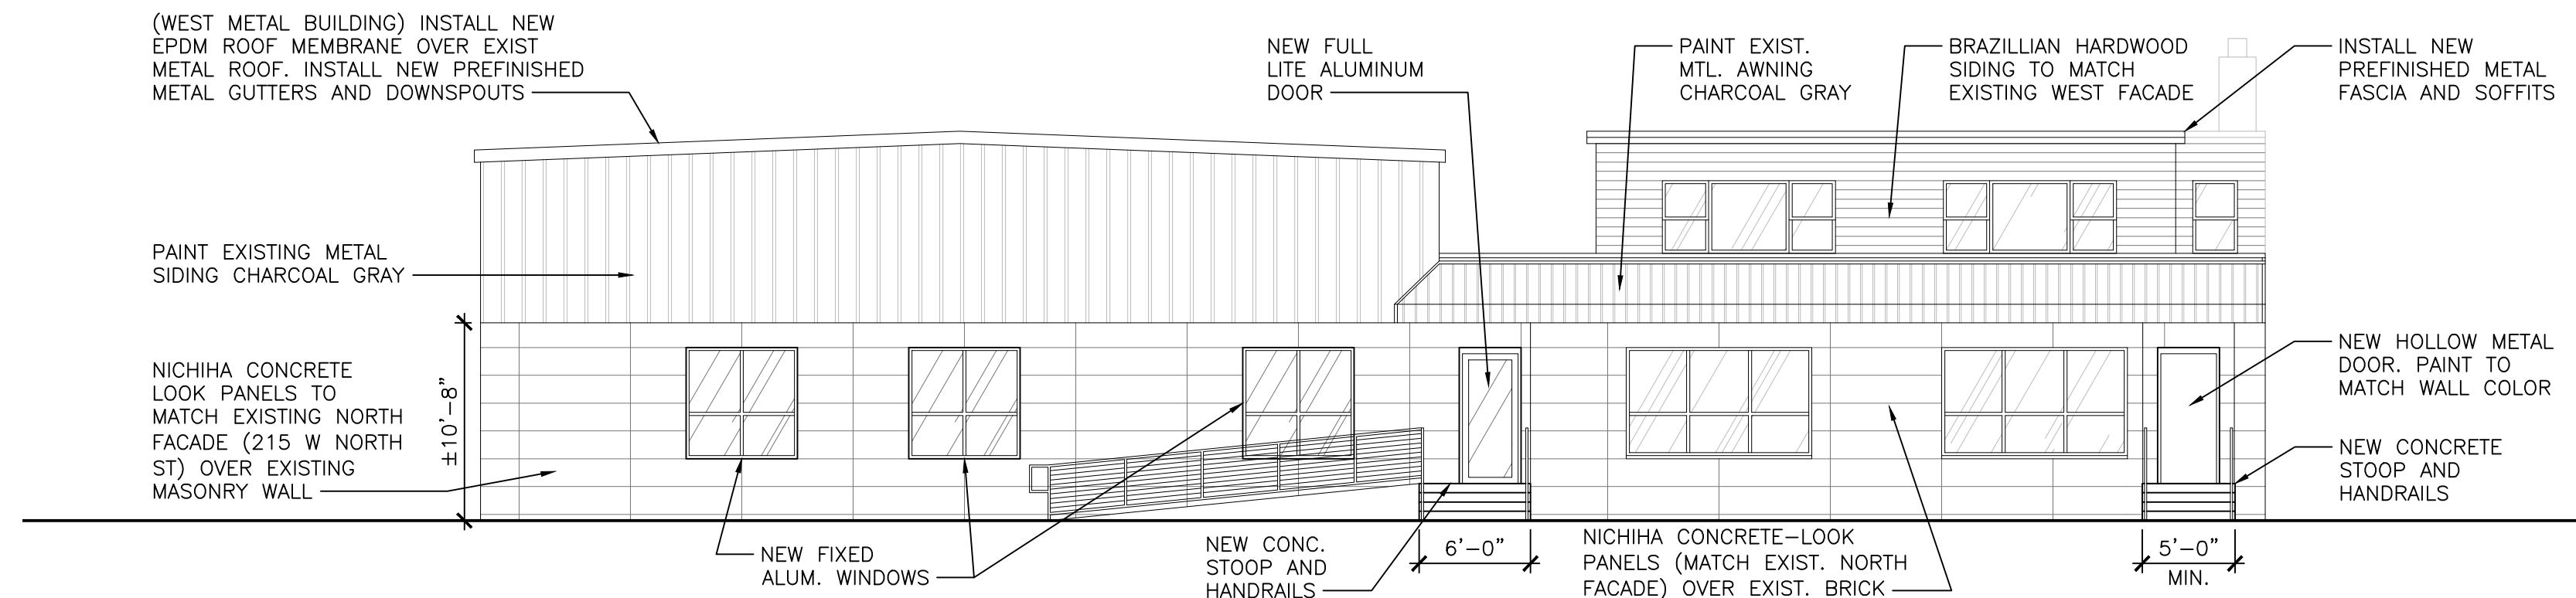 (WEST METAL BUILDING) INSTALL NEW
EPDM ROOF MEMBRANE OVER EXIST
METAL ROOF. INSTALL NEW PREFINISHED
METAL GUTTERS AND DOWNSPOUTS
NEW FULL
LITE ALUMINUM
DOOR
PAINT EXIST.
MTL. AWNING
CHARCOAL GRAY
BRAZILLIAN HARDWOOD
SIDING TO MATCH
EXISTING WEST FACADE
INSTALL NEW
PREFINISHED METAL
FASCIA AND SOFFITS
PAINT EXISTING METAL
SIDING CHARCOAL GRAY
NICHIHA CONCRETE
LOOK PANELS TO
MATCH EXISTING NORTH
FACADE (215 W NORTH
ST) OVER EXISTING
MASONRY WALL
±10'-8"
NEW HOLLOW METAL
DOOR. PAINT TO
MATCH WALL COLOR
NEW CONCRETE
STOOP AND
HANDRAILS
NEW FIXED
ALUM. WINDOWS
NEW CONC.
STOOP AND
HANDRAILS
6'-0"
NICHIHA CONCRETE-LOOK
PANELS (MATCH EXIST. NORTH
FACADE) OVER EXIST. BRICK
5'-0"
MIN.